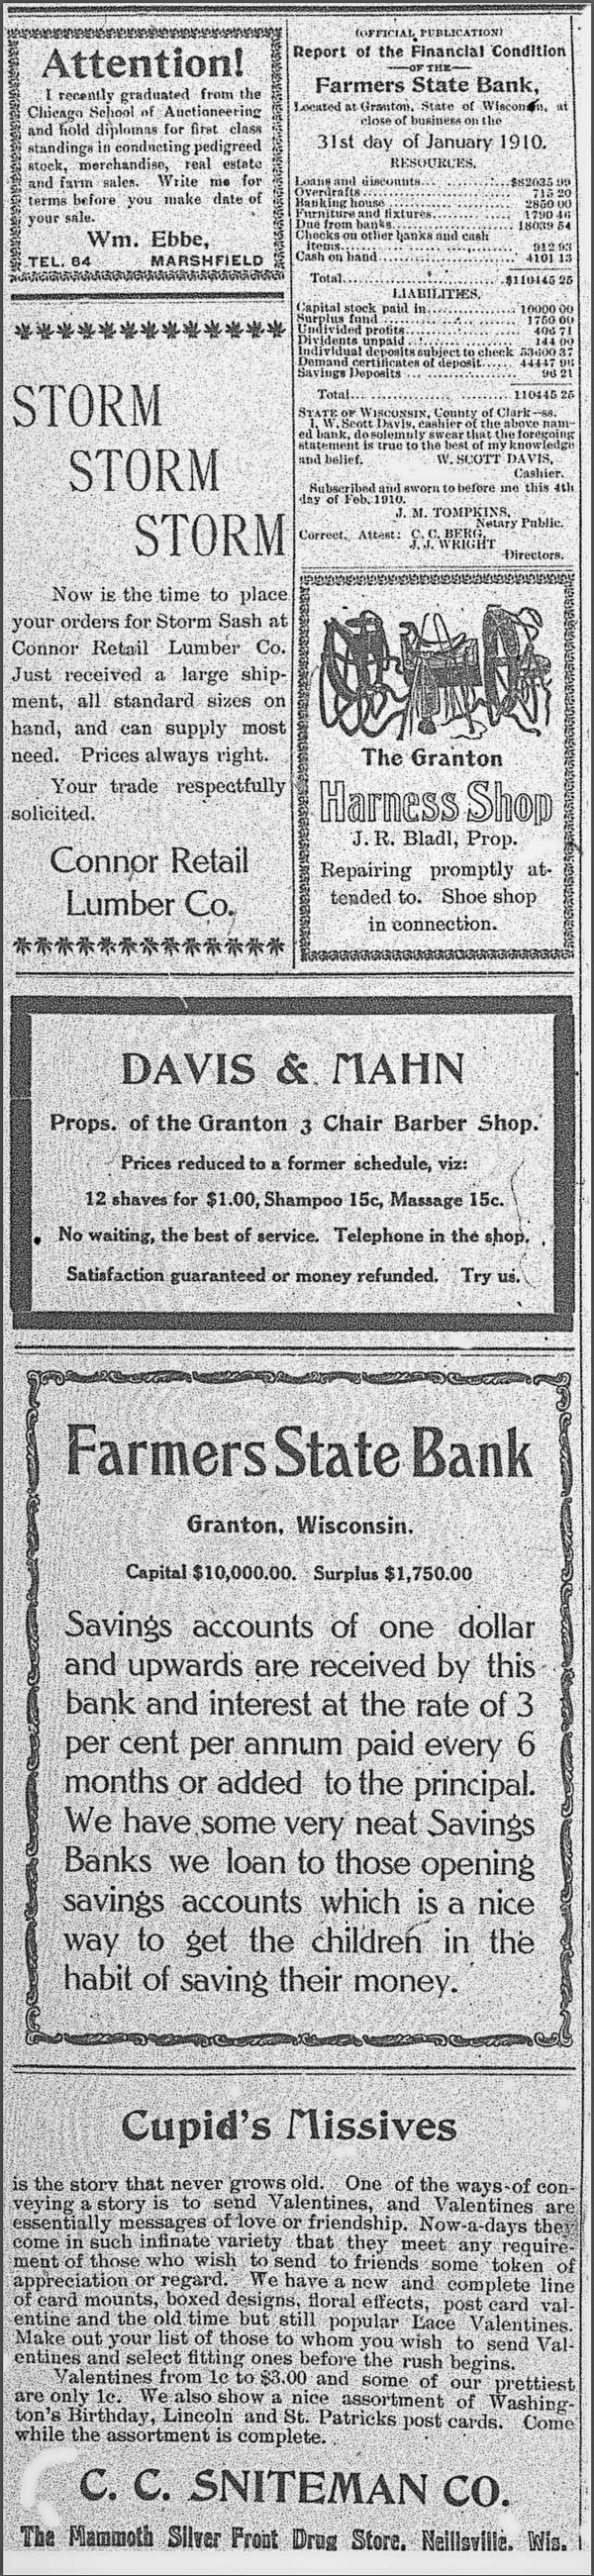 Attention!
I recently graduated from the
Chicago School of Auctioneering
and hold diplomas for first class
standings in conducting pedigreed
stock, merchandise, real estate
and farm sales. Write me for
terms before you make date of
your sale.
Wm. Ebbe,
TEL. 64 MARSHFIELD
STORM
STORM
STORM
Now is the time to place
your orders for Storm Sash at
Connor Retail Lumber Co.
Just received a large ship-
ment, all standard sizes on
hand, and can supply most
need. Prices always right.
Your trade respectfully
solicited.
Connor Retail
Lumber Co.
(OFFICIAL PUBLICATION)
Report of the Financial Condition
—OF THE—
Farmers State Bank,
Located at Granton, State of Wisconsin, at
close of business on the
31st day of January 1910.
RESOURCES.
Loans and discounts.................$82035 99
Overdrafts................ 715 20
Banking house................ 2850 00
Furniture and fixtures................ 1790 46
Due from banks................ 18039 54
Checks on other banks and cash
items................ 912 93
Cash on hand................ 4101 13
Total................$110445 25
LIABILITIES.
Capital stock paid in................ 10000 00
Surplus fund................ 1750 00
Undivided profits................ 406 71
Dividends unpaid................ 144 00
Individual deposits subject to check 53600 37
Demand certificates of deposit...... 44447 96
Savings Deposits................ 96 21
Total................ 110445 25
STATE OF WISCONSIN, County of Clark—ss.
I, W. Scott Davis, cashier of the above nam-
ed bank, do solemnly swear that the foregoing
statement is true to the best of my knowledge
and belief. W. SCOTT DAVIS,
Cashier.
Subscribed and sworn to before me this 4th
day of Feb. 1910.
J. M. TOMPKINS,
Notary Public.
Correct. Attest: C. C. BERG,
J. J. WRIGHT
Directors.
The Granton
Harness Shop
J. R. Bladl, Prop.
Repairing promptly at-
tended to. Shoe shop
in connection.
DAVIS & MAHN
Props. of the Granton 3 Chair Barber Shop.
Prices reduced to a former schedule, viz:
12 shaves for $1.00, Shampoo 15c, Massage 15c.
No waiting, the best of service. Telephone in the shop.
Satisfaction guaranteed or money refunded. Try us.
Farmers State Bank
Granton, Wisconsin.
Capital $10,000.00. Surplus $1,750.00
Savings accounts of one dollar
and upwards are received by this
bank and interest at the rate of 3
per cent per annum paid every 6
months or added to the principal.
We have some very neat Savings
Banks we loan to those opening
savings accounts which is a nice
way to get the children in the
habit of saving their money.
Cupid's Missives
is the story that never grows old. One of the ways of con-
veying a story is to send Valentines, and Valentines are
essentially messages of love or friendship. Now-a-days they
come in such infinate variety that they meet any require-
ment of those who wish to send to friends some token of
appreciation or regard. We have a new and complete line
of card mounts, boxed designs, floral effects, post card val-
entine and the old time but still popular Lace Valentines.
Make out your list of those to whom you wish to send Val-
entines and select fitting ones before the rush begins.
Valentines from 1c to $3.00 and some of our prettiest
are only 1c. We also show a nice assortment of Washing-
ton's Birthday, Lincoln and St. Patricks post cards. Come
while the assortment is complete.
C. C. SNITEMAN CO.
The Mammoth Silver Front Drug Store, Neillsville. Wis.